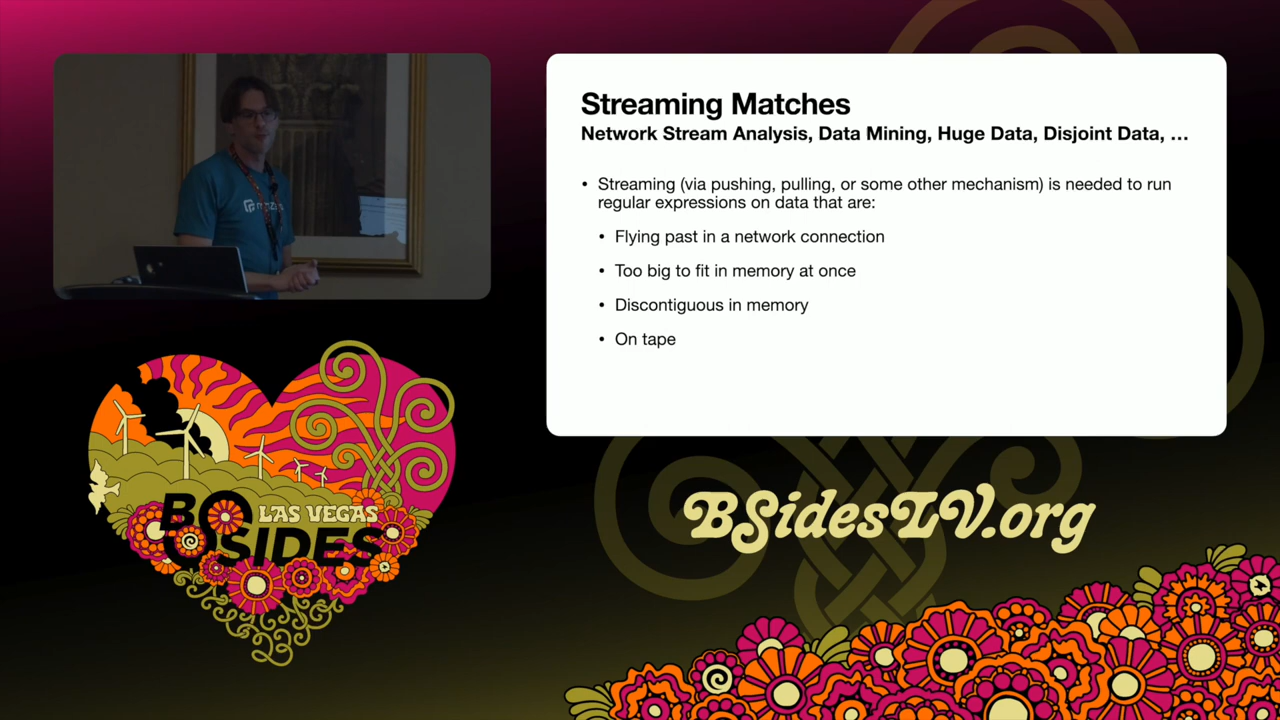 Streaming Matches
Network Stream Analysis, Data Mining, Huge Data, Disjoint Data, …
• Streaming (via pushing, pulling, or some other mechanism) is needed to run
regular expressions on data that are:
• Flying past in a network connection
• Too big to fit in memory at once
• Discontiguous in memory
• On tape
LAS VEGAS
BSidesLV.org